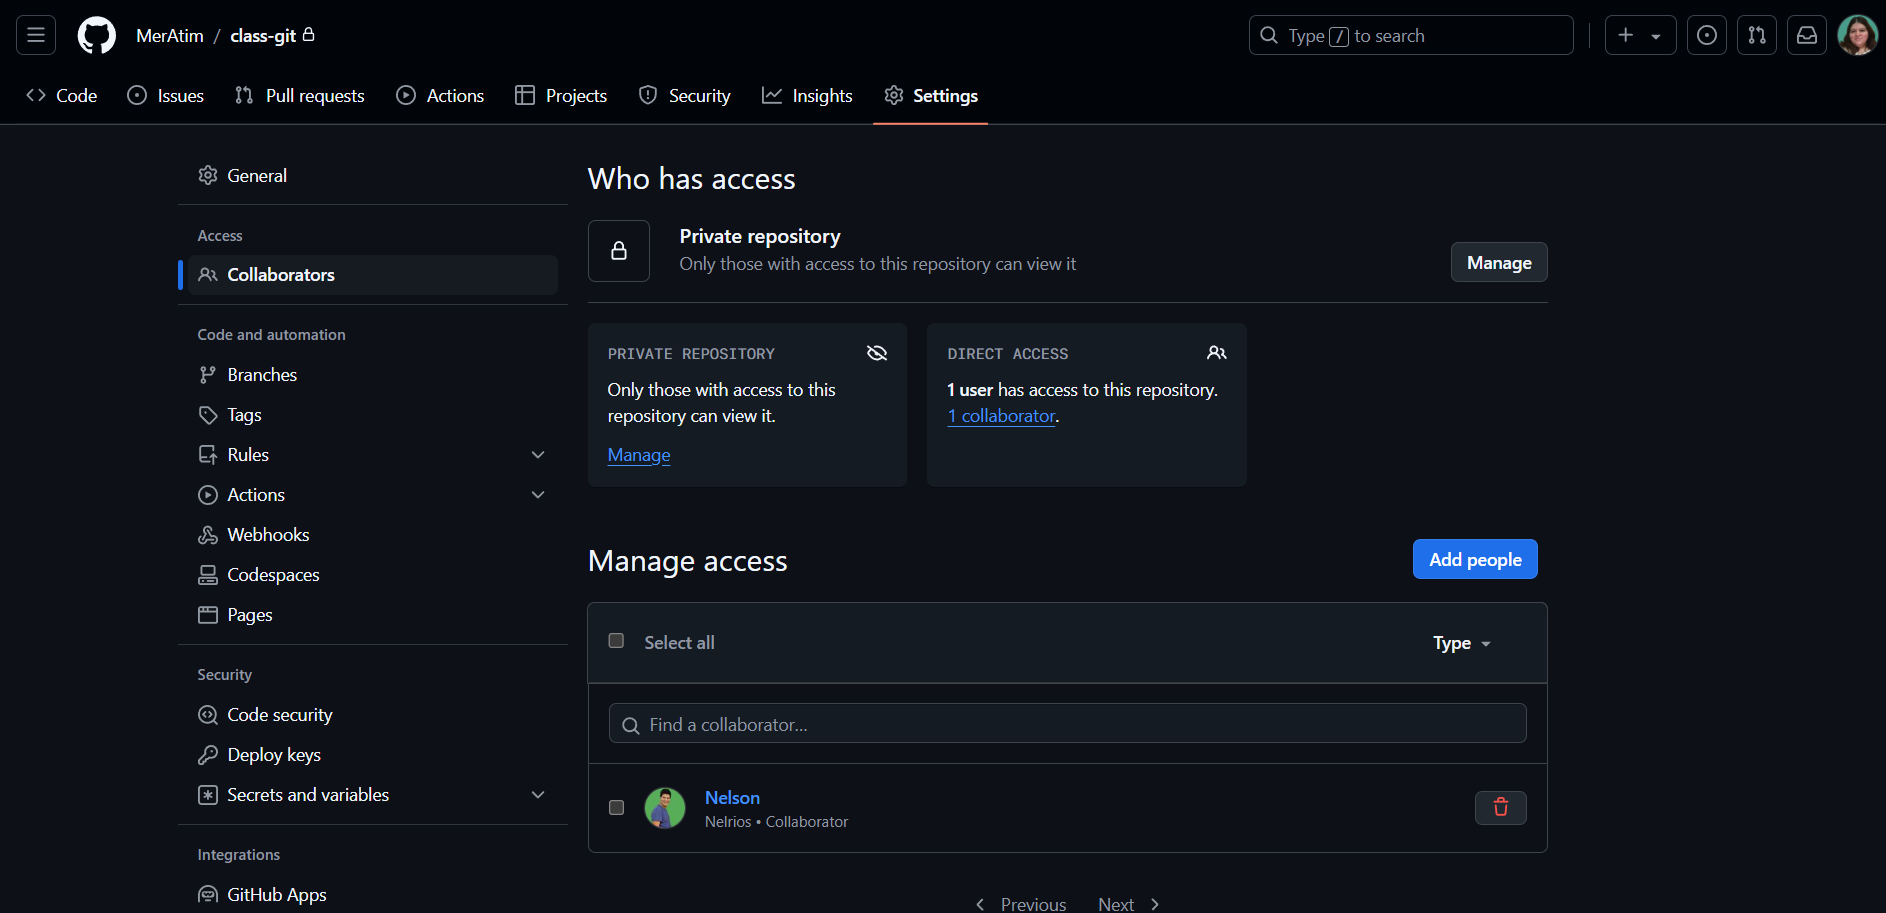 MerAtim / class-git
Type / to search
Code
Issues
Pull requests
Actions
Projects
Security
Insights
Settings
General
Access
Collaborators
Code and automation
Branches
Tags
Rules
Actions
Webhooks
Codespaces
Pages
Security
Code security
Deploy keys
Secrets and variables
Integrations
GitHub Apps
Who has access
Private repository
Only those with access to this repository can view it
Manage
PRIVATE REPOSITORY
Only those with access to this
repository can view it.
Manage
DIRECT ACCESS
1 user has access to this repository.
1 collaborator.
Manage access
Add people
Select all
Type
Find a collaborator...
Nelson
Nelrios • Collaborator
Previous
Next